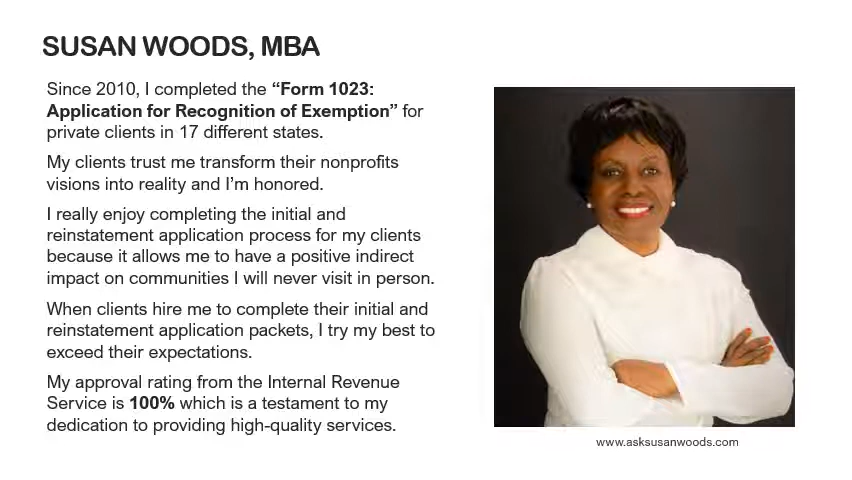 SUSAN WOODS, MBA
Since 2010, I completed the “Form 1023:
Application for Recognition of Exemption” for
private clients in 17 different states.
My clients trust me transform their nonprofits
visions into reality and I’m honored.
I really enjoy completing the initial and
reinstatement application process for my clients
because it allows me to have a positive indirect
impact on communities I will never visit in person.
When clients hire me to complete their initial and
reinstatement application packets, I try my best to
exceed their expectations.
My approval rating from the Internal Revenue
Service is 100% which is a testament to my
dedication to providing high-quality services.
www.asksusanwoods.com